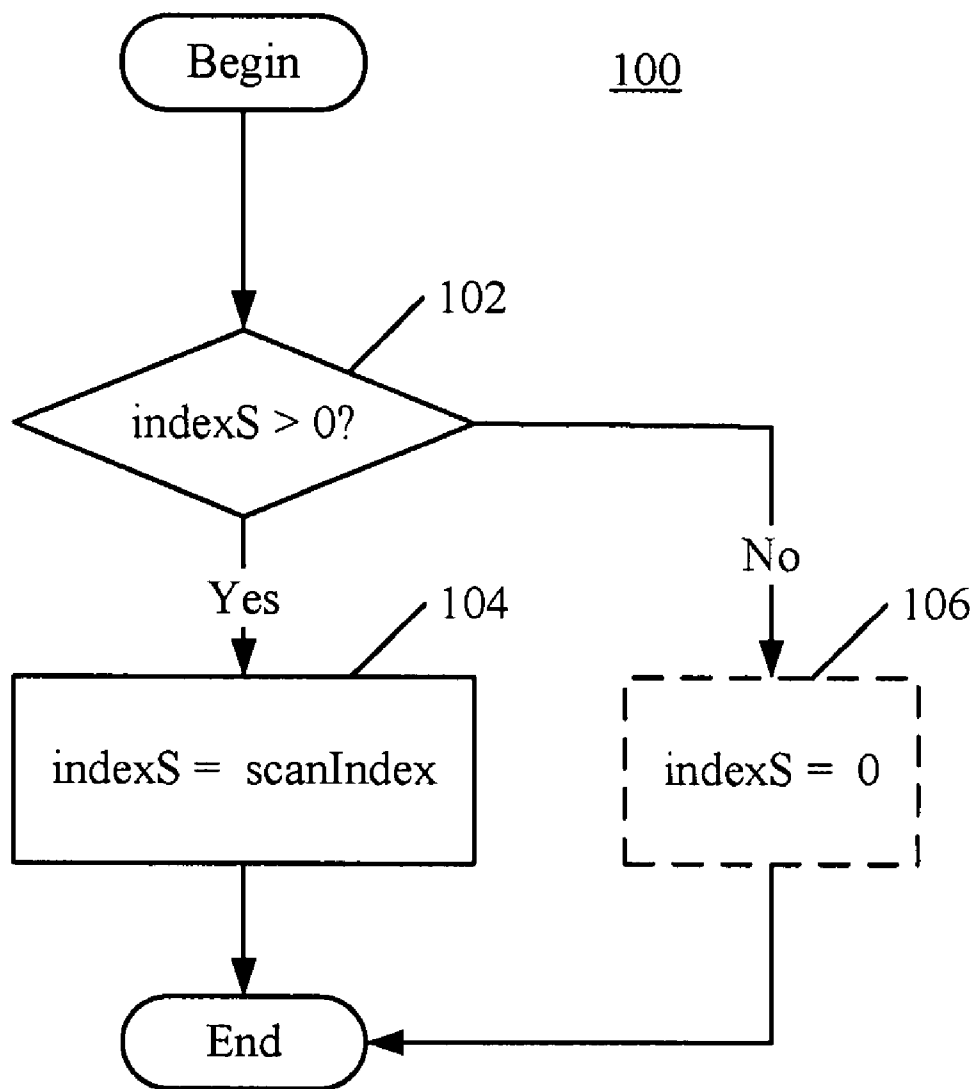 Begin
100
102
indexS > 0?
No
Yes
104
106
indexS = scanIndex
indexS = 0
End